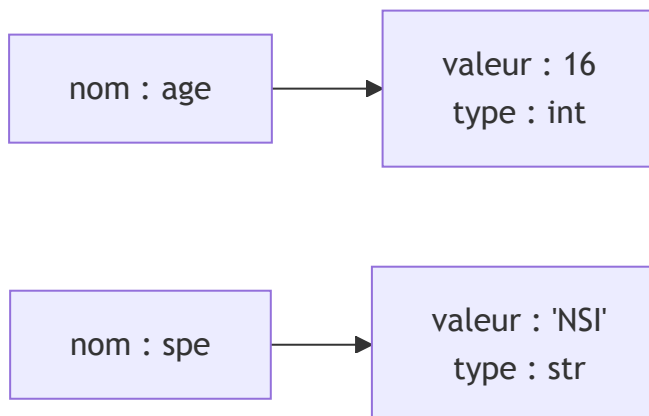 nom : age
valeur : 16
type : int
nom : spe
valeur : 'NSI'
type : str